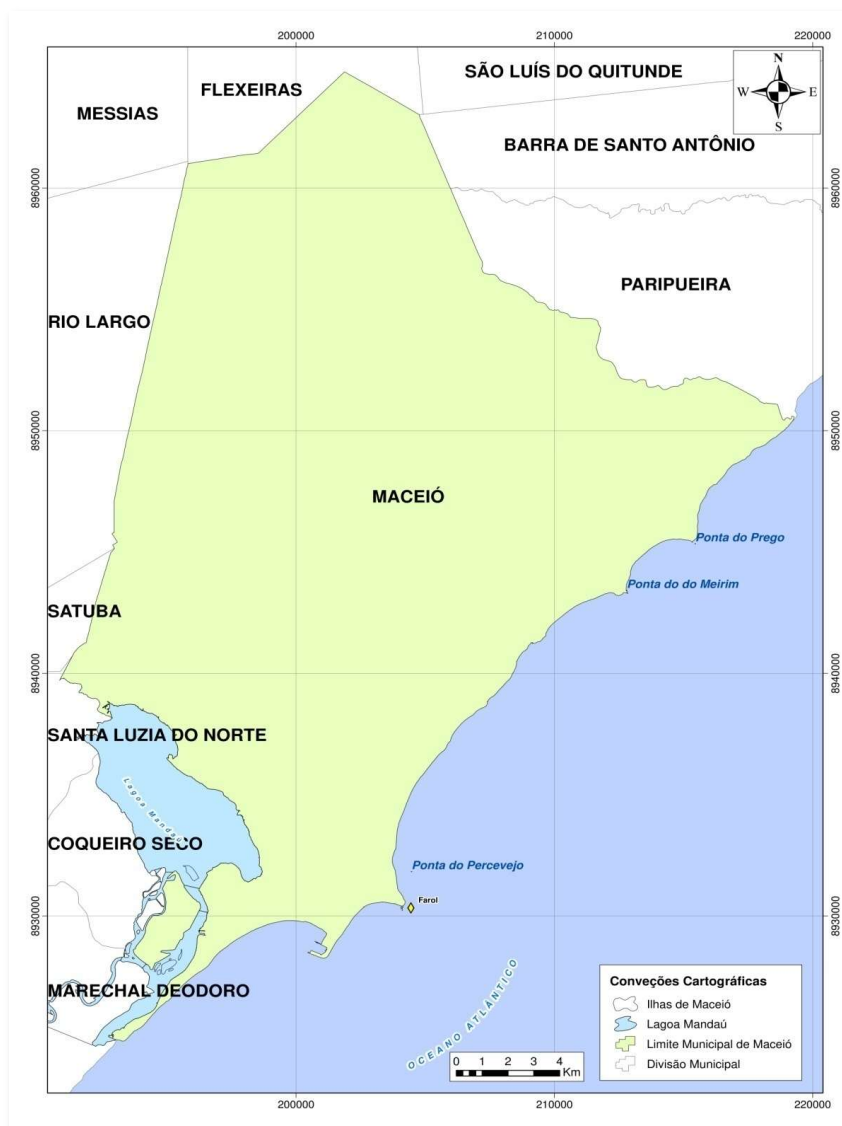 200000
210000
220000
SÃO LUÍS DO QUITUNDE
FLEXEIRAS
MESSIAS
N
W
E
S
BARRA DE SANTO ANTÔNIO
8960000
8960000
PARIPUEIRA
RIO LARGO
8950000
8950000
MACEIÓ
Ponta do Prego
Ponta do do Meirim
SATUBA
8940000
8940000
SANTA LUZIA DO NORTE
Lagoa Mandaú
COQUEIRO SECO
Ponta do Percevejo
Farol
8930000
8930000
OCEANO ATLÂNTICO
MARECHAL DEODORO
Conveções Cartográficas
Ilhas de Maceió
Lagoa Mandaú
Limite Municipal de Maceió
Divisão Municipal
0 1 2 3 4
Km
200000
210000
220000